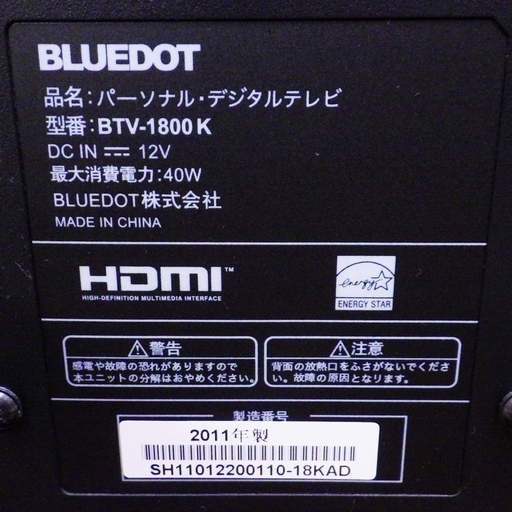 BLUEDOT
品名:パーソナル・デジタルテレビ
型番:BTV-1800K
DC IN ⎓ 12V
最大消費電力:40W
BLUEDOT株式会社
MADE IN CHINA
HDMI™
HIGH-DEFINITION MULTIMEDIA INTERFACE
energy
ENERGY STAR
警告
感電や故障の恐れがありますので
本ユニットの分解はおやめください。
注意
背面の放熱口をふさがないでくださ
い。故障の原因となります。
製造番号
2011年製
SH11012200110-18KAD